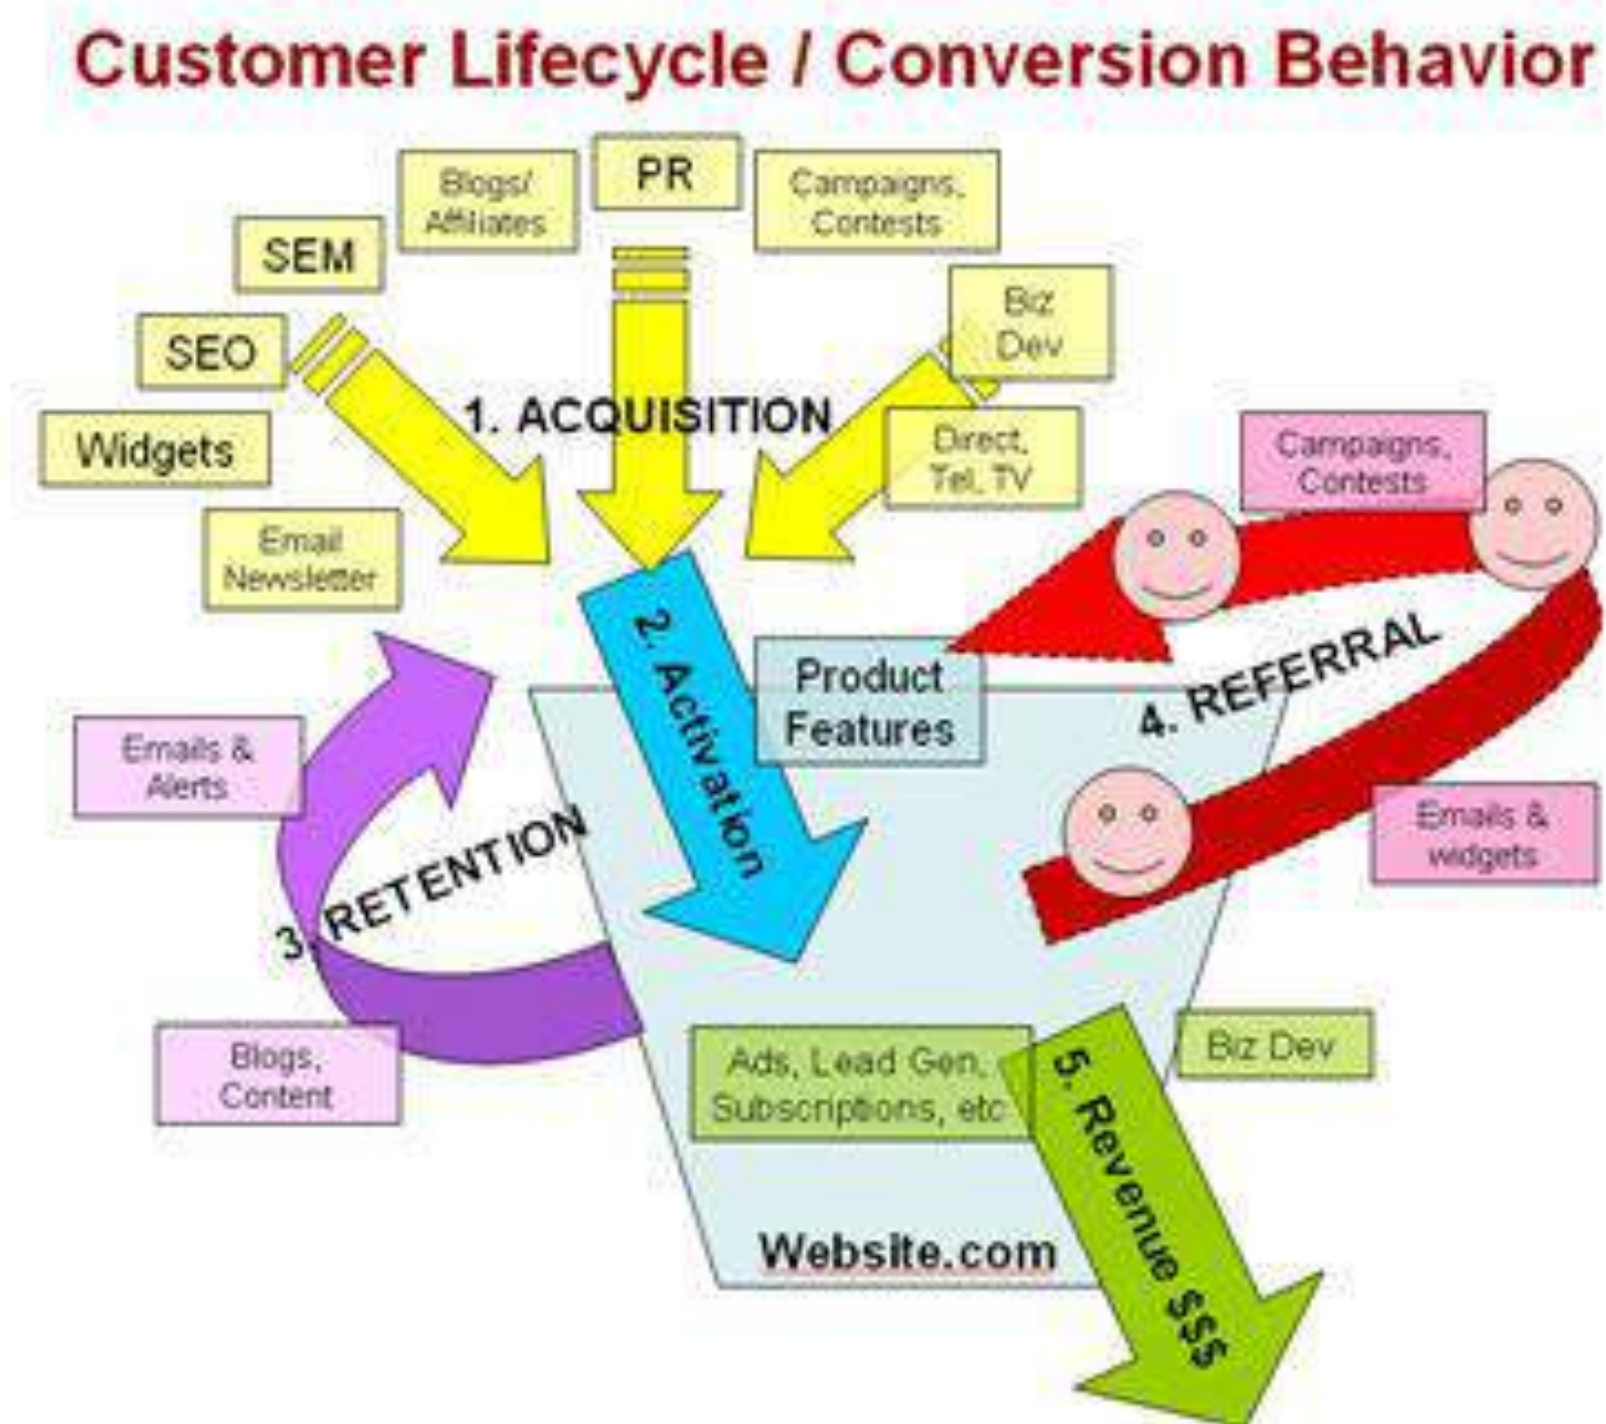 Customer Lifecycle / Conversion Behavior
PR
Blogs/
Affiliates
Campaigns,
Contests
SEM
Biz
Dev
SEO
1. ACQUISITION
Widgets
Direct,
Tel, TV
Campaigns,
Contests
Email
Newsletter
2. Activation
Product
Features
4. REFERRAL
Emails &
Alerts
Emails &
widgets
3. RETENTION
Blogs,
Content
Ads, Lead Gen,
Subscriptions, etc
Biz Dev
5. Revenue $$$
Website.com